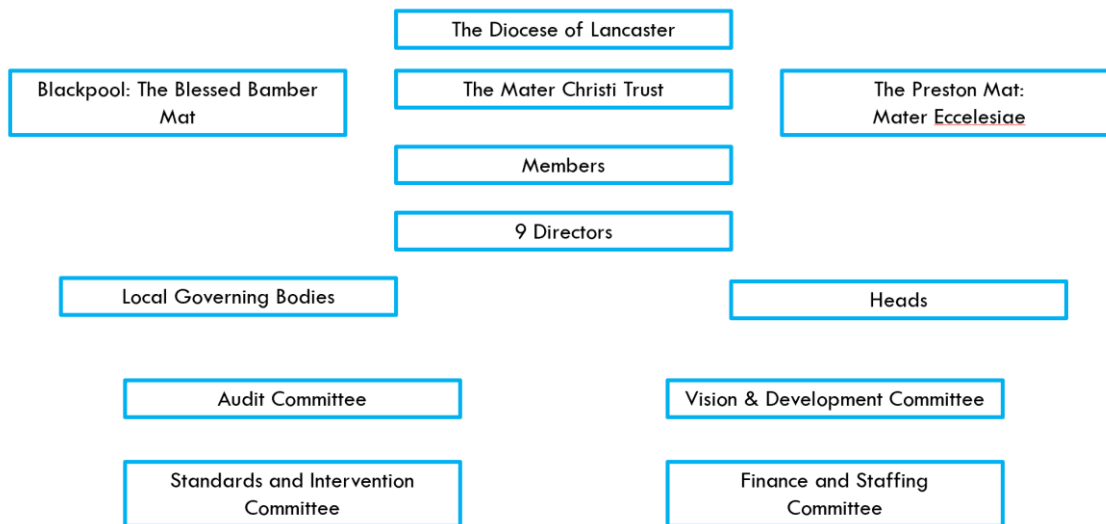 The Diocese of Lancaster
Blackpool: The Blessed Bamber
Mat
The Mater Christi Trust
The Preston Mat:
Mater Eccelesiae
Members
9 Directors
Local Governing Bodies
Heads
Audit Committee
Vision & Development Committee
Standards and Intervention
Committee
Finance and Staffing
Committee